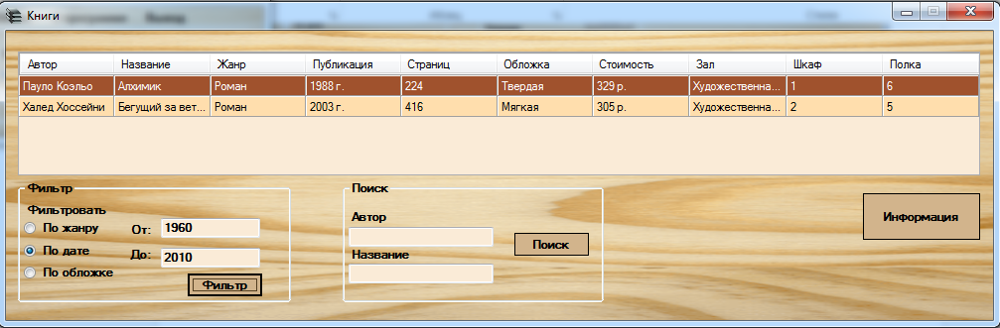 Книги
Автор Название Жанр Публикация Страниц Обложка Стоимость Зал Шкаф Полка
Пауло Коэльо Алхимик Роман 1988 г. 224 Твердая 329 р. Художественна... 1 6
Халед Хоссейни Бегущий за вет... Роман 2003 г. 416 Мягкая 305 р. Художественна... 2 5
Фильтр
Фильтровать
По жанру
По дате
По обложке
От: 1960
До: 2010
Фильтр
Поиск
Автор
Название
Поиск
Информация